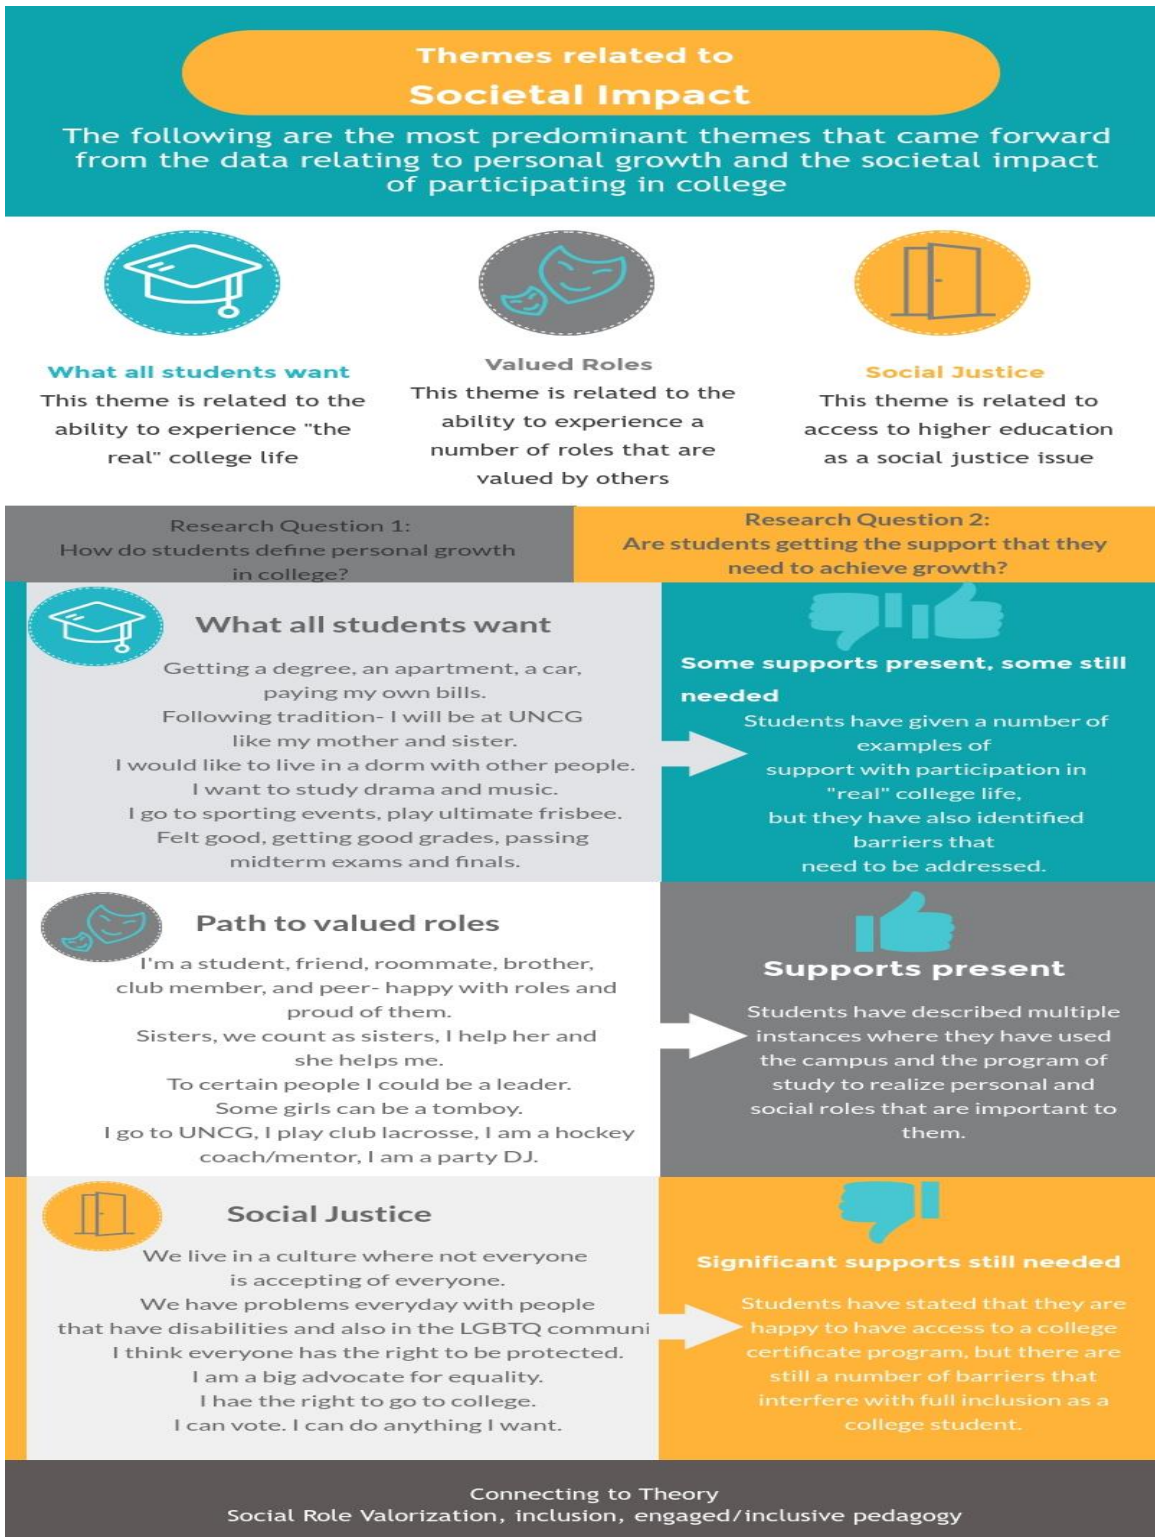 Themes related to
Societal Impact
The following are the most predominant themes that came forward
from the data relating to personal growth and the societal impact
of participating in college
What all students want
This theme is related to the
ability to experience "the
real" college life
Valued Roles
This theme is related to the
ability to experience a
number of roles that are
valued by others
Social Justice
This theme is related to
access to higher education
as a social justice issue
Research Question 1:
How do students define personal growth
in college?
Research Question 2:
Are students getting the support that they
need to achieve growth?
What all students want
Getting a degree, an apartment, a car,
paying my own bills.
Following tradition- I will be at UNCG
like my mother and sister.
I would like to live in a dorm with other people.
I want to study drama and music.
I go to sporting events, play ultimate frisbee.
Felt good, getting good grades, passing
midterm exams and finals.
Some supports present, some still
needed
Students have given a number of
examples of
support with participation in
"real" college life,
but they have also identified
barriers that
need to be addressed.
Path to valued roles
I'm a student, friend, roommate, brother,
club member, and peer- happy with roles and
proud of them.
Sisters, we count as sisters, I help her and
she helps me.
To certain people I could be a leader.
Some girls can be a tomboy.
I go to UNCG, I play club lacrosse, I am a hockey
coach/mentor, I am a party DJ.
Supports present
Students have described multiple
instances where they have used
the campus and the program of
study to realize personal and
social roles that are important to
them.
Social Justice
We live in a culture where not everyone
is accepting of everyone.
We have problems everyday with people
that have disabilities and also in the LGBTQ communi
I think everyone has the right to be protected.
I am a big advocate for equality.
I hae the right to go to college.
I can vote. I can do anything I want.
Significant supports still needed
Students have stated that they are
happy to have access to a college
certificate program, but there are
still a number of barriers that
interfere with full inclusion as a
college student.
Connecting to Theory
Social Role Valorization, inclusion, engaged/inclusive pedagogy